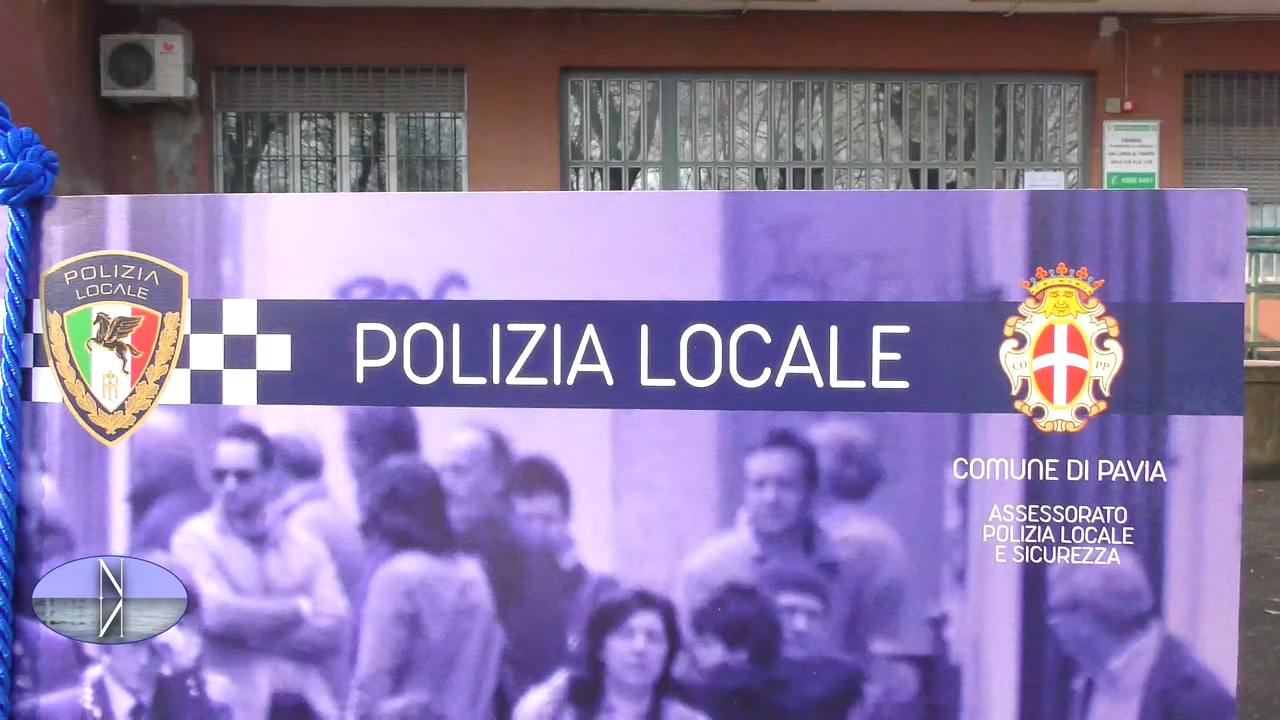 POLIZIA
LOCALE
POLIZIA LOCALE
CO PP
COMUNE DI PAVIA
ASSESSORATO
POLIZIA LOCALE
E SICUREZZA